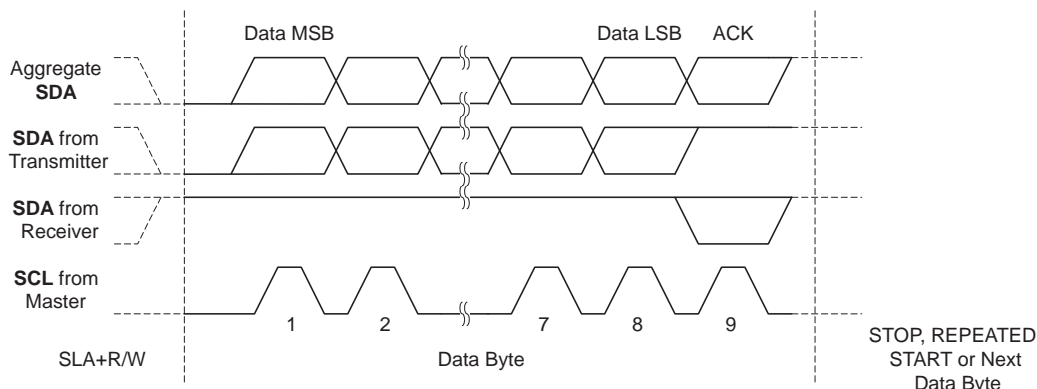 Data MSB
Data LSB
ACK
Aggregate
SDA
SDA from
Transmitter
SDA from
Receiver
SCL from
Master
1
2
7
8
9
SLA+R/W
Data Byte
STOP, REPEATED
START or Next
Data Byte